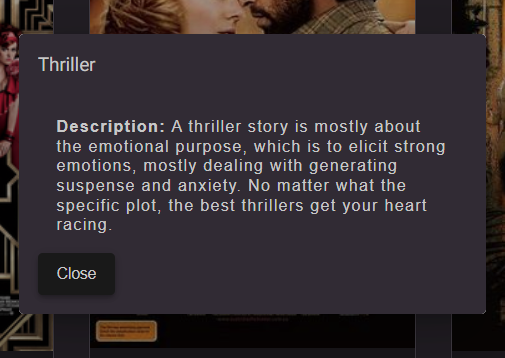 Thriller
Description: A thriller story is mostly about
the emotional purpose, which is to elicit strong
emotions, mostly dealing with generating
suspense and anxiety. No matter what the
specific plot, the best thrillers get your heart
racing.
Close